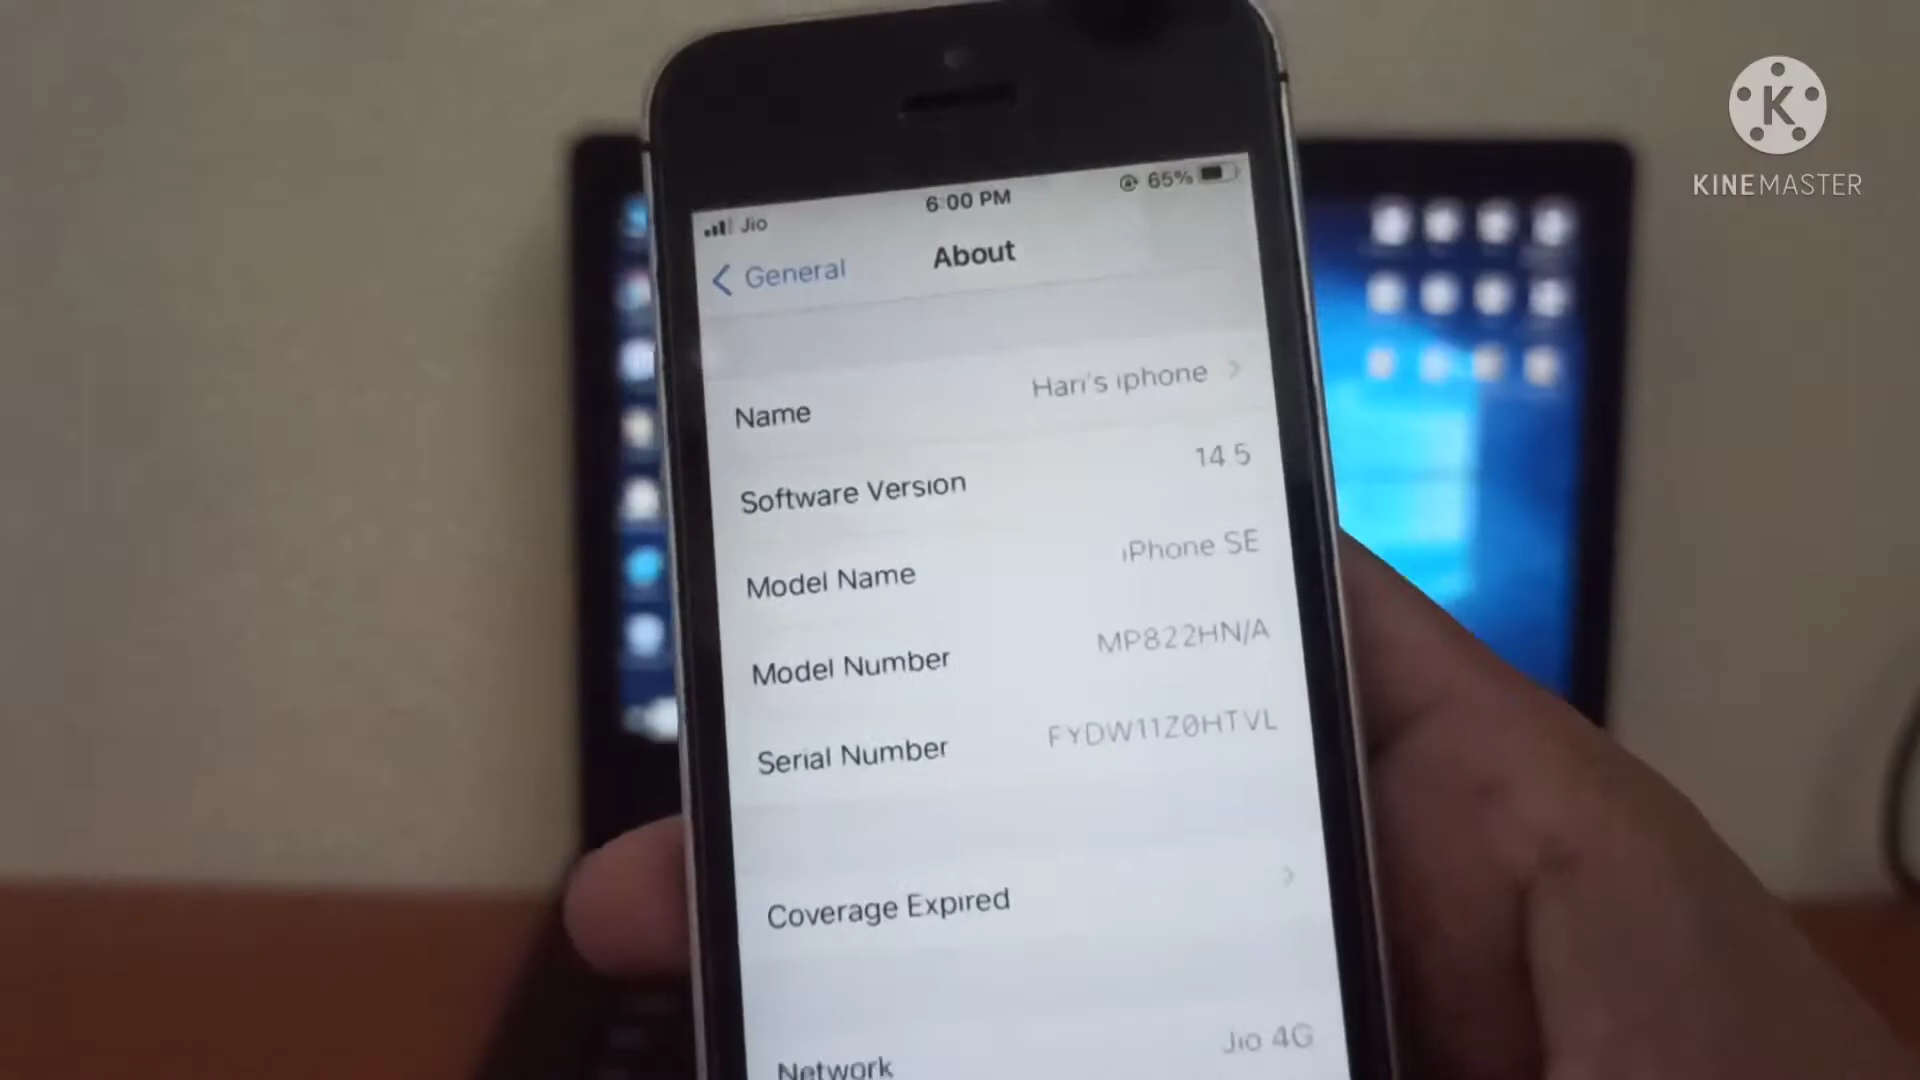 K
KINEMASTER
Jio 6:00 PM 65%
General About
Name Hari's iphone
Software Version 14.5
Model Name iPhone SE
Model Number MP822HN/A
Serial Number FYDW11Z0HTVL
Coverage Expired
Network Jio 4G